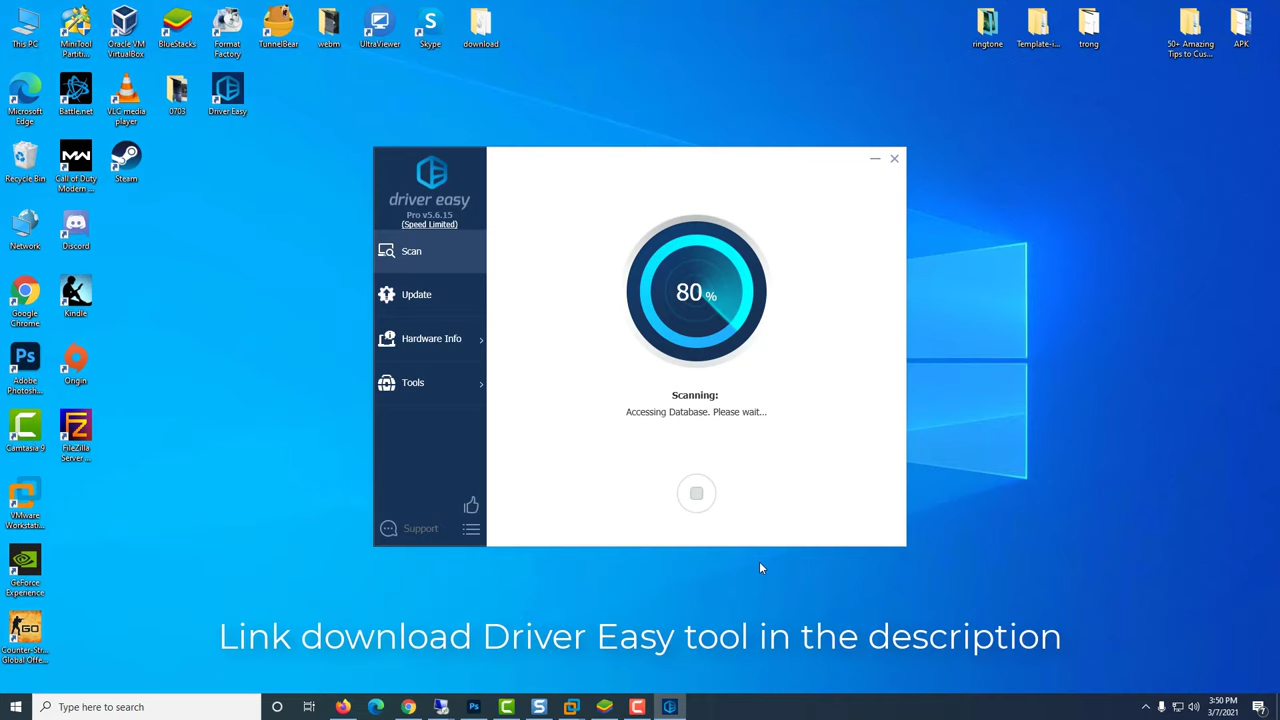 This PC
MiniTool
Partiti...
Oracle VM
VirtualBox
BlueStacks
Format
Factory
TunnelBear
webm
UltraViewer
Skype
download
ringtone
Template-i...
trong
50+ Amazing
Tips to Cus...
APK
Microsoft
Edge
Battle.net
VLC media
player
0703
Driver Easy
Recycle Bin
Call of Duty
Modern ...
Steam
Network
Discord
Google
Chrome
Kindle
Adobe
Photosh...
Origin
Camtasia 9
FileZilla
Server ...
VMware
Workstati...
GeForce
Experience
Counter-Str...
Global Offe...
driver easy
Pro v5.6.15
(Speed Limited)
Scan
Update
Hardware Info
Tools
Support
80 %
Scanning:
Accessing Database. Please wait...
Link download Driver Easy tool in the description
Type here to search
3:50 PM
3/7/2021